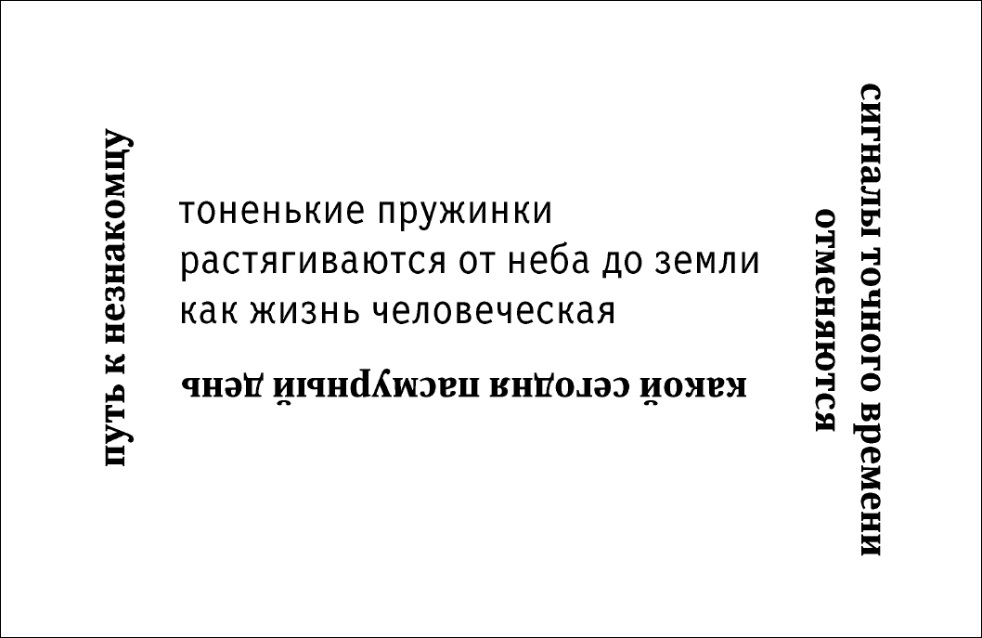 путь к незнакомцу
тоненькие пружинки
растягиваются от неба до земли
как жизнь человеческая
какой сегодня пасмурный день
сигналы точного времени
отменяются